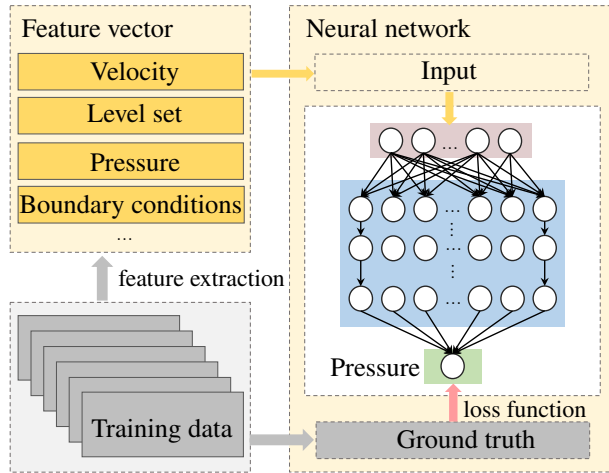 Feature vector
Velocity
Level set
Pressure
Boundary conditions
...
feature extraction
Training data
Neural network
Input
...
...
...
...
Pressure
loss function
Ground truth